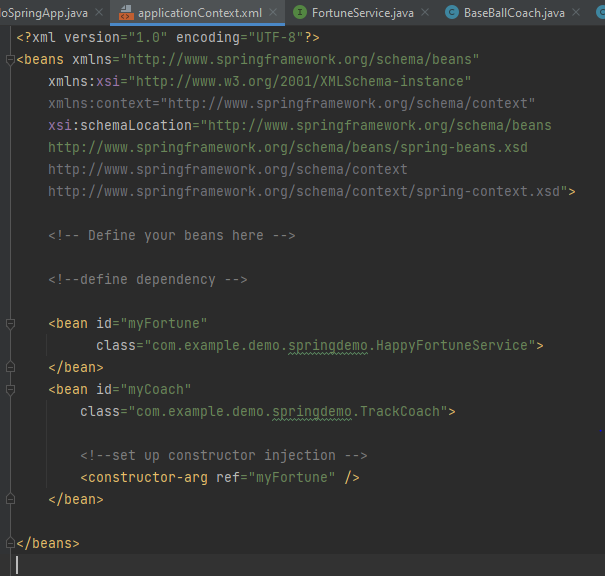 loSpringApp.java applicationContext.xml FortuneService.java BaseBallCoach.java
<?xml version="1.0" encoding="UTF-8"?>
<beans xmlns="http://www.springframework.org/schema/beans"
xmlns:xsi="http://www.w3.org/2001/XMLSchema-instance"
xmlns:context="http://www.springframework.org/schema/context"
xsi:schemaLocation="http://www.springframework.org/schema/beans
http://www.springframework.org/schema/beans/spring-beans.xsd
http://www.springframework.org/schema/context
http://www.springframework.org/schema/context/spring-context.xsd">
<!-- Define your beans here -->
<!--define dependency -->
<bean id="myFortune"
class="com.example.demo.springdemo.HappyFortuneService">
</bean>
<bean id="myCoach"
class="com.example.demo.springdemo.TrackCoach">
<!--set up constructor injection -->
<constructor-arg ref="myFortune" />
</bean>
</beans>